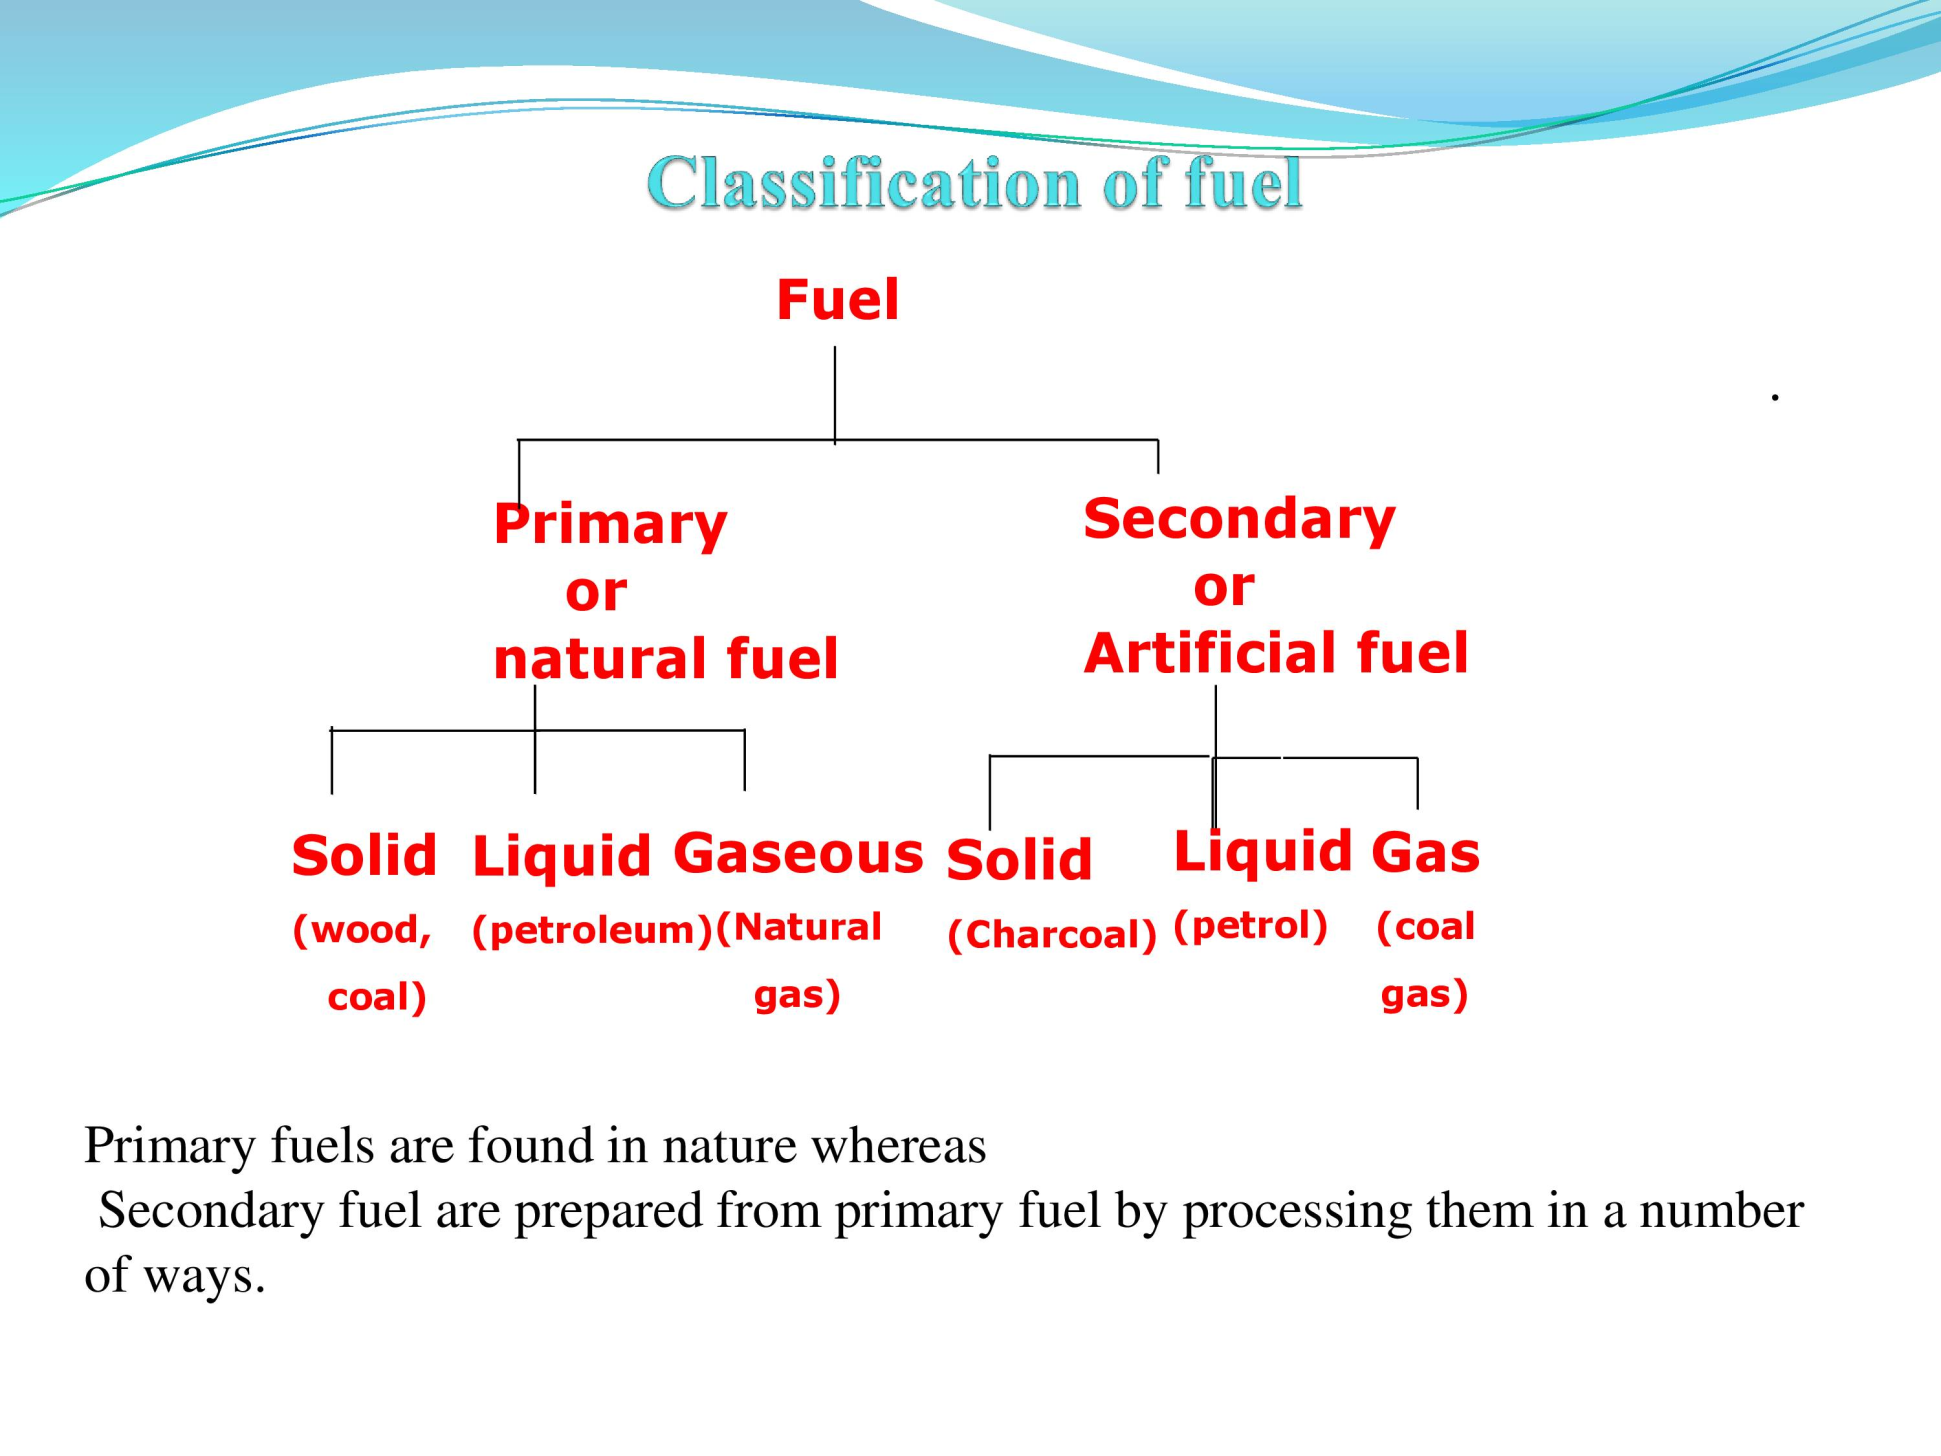 Classification of fuel
Fuel
.
Primary
or
natural fuel
Secondary
or
Artificial fuel
Solid
(wood,
coal)
Liquid
(petroleum)
Gaseous
(Natural
gas)
Solid
(Charcoal)
Liquid
(petrol)
Gas
(coal
gas)
Primary fuels are found in nature whereas
Secondary fuel are prepared from primary fuel by processing them in a number
of ways.